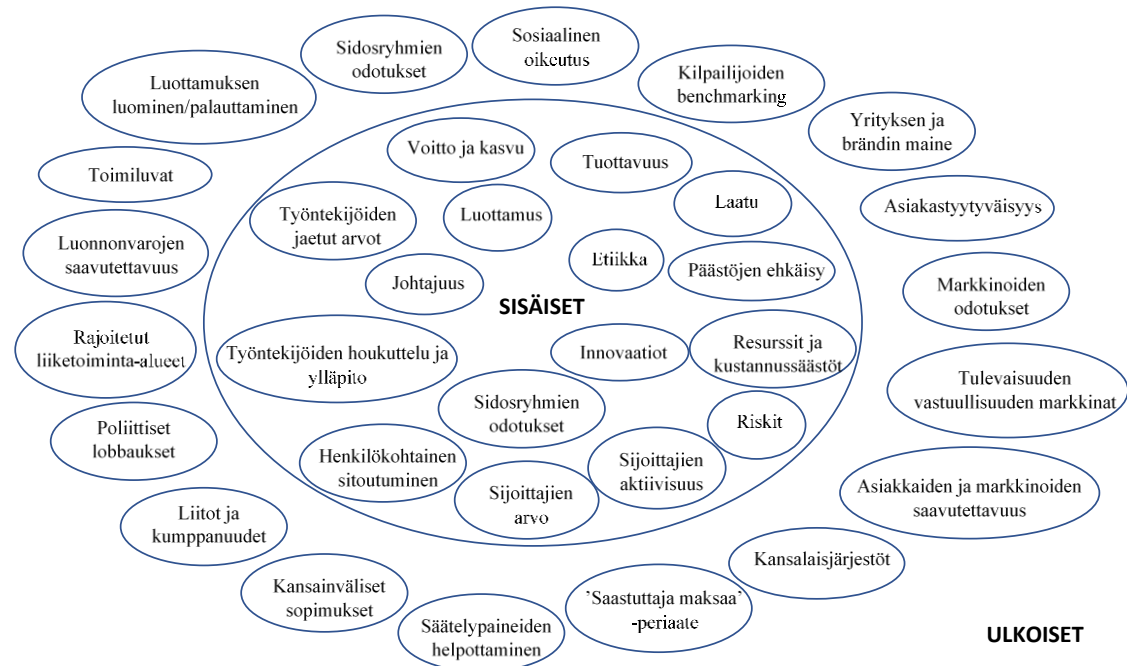 Sosiaalinen
oikeutus
Sidosryhmien
odotukset
Kilpailijoiden
benchmarking
Luottamuksen
luominen/palauttaminen
Yrityksen ja
brändin maine
Voitto ja kasvu
Tuottavuus
Toimiluvat
Laatu
Asiakastyytyväisyys
Työntekijöiden
jaetut arvot
Luottamus
Luonnonvarojen
saavutettavuus
Etiikka
Päästöjen ehkäisy
Johtajuus
Markkinoiden
odotukset
SISÄISET
Rajoitetut
liiketoiminta-alueet
Työntekijöiden houkuttelu ja
ylläpito
Innovaatiot
Resurssit ja
kustannussäästöt
Tulevaisuuden
vastuullisuuden markkinat
Sidosryhmien
odotukset
Riskit
Poliittiset
lobbaukset
Henkilökohtainen
sitoutuminen
Sijoittajien
aktiivisuus
Sijoittajien
arvo
Asiakkaiden ja markkinoiden
saavutettavuus
Liitot ja
kumppanuudet
Kansalaisjärjestöt
Kansainväliset
sopimukset
'Saastuttaja maksaa'
-periaate
Säätelypaineiden
helpottaminen
ULKOISET